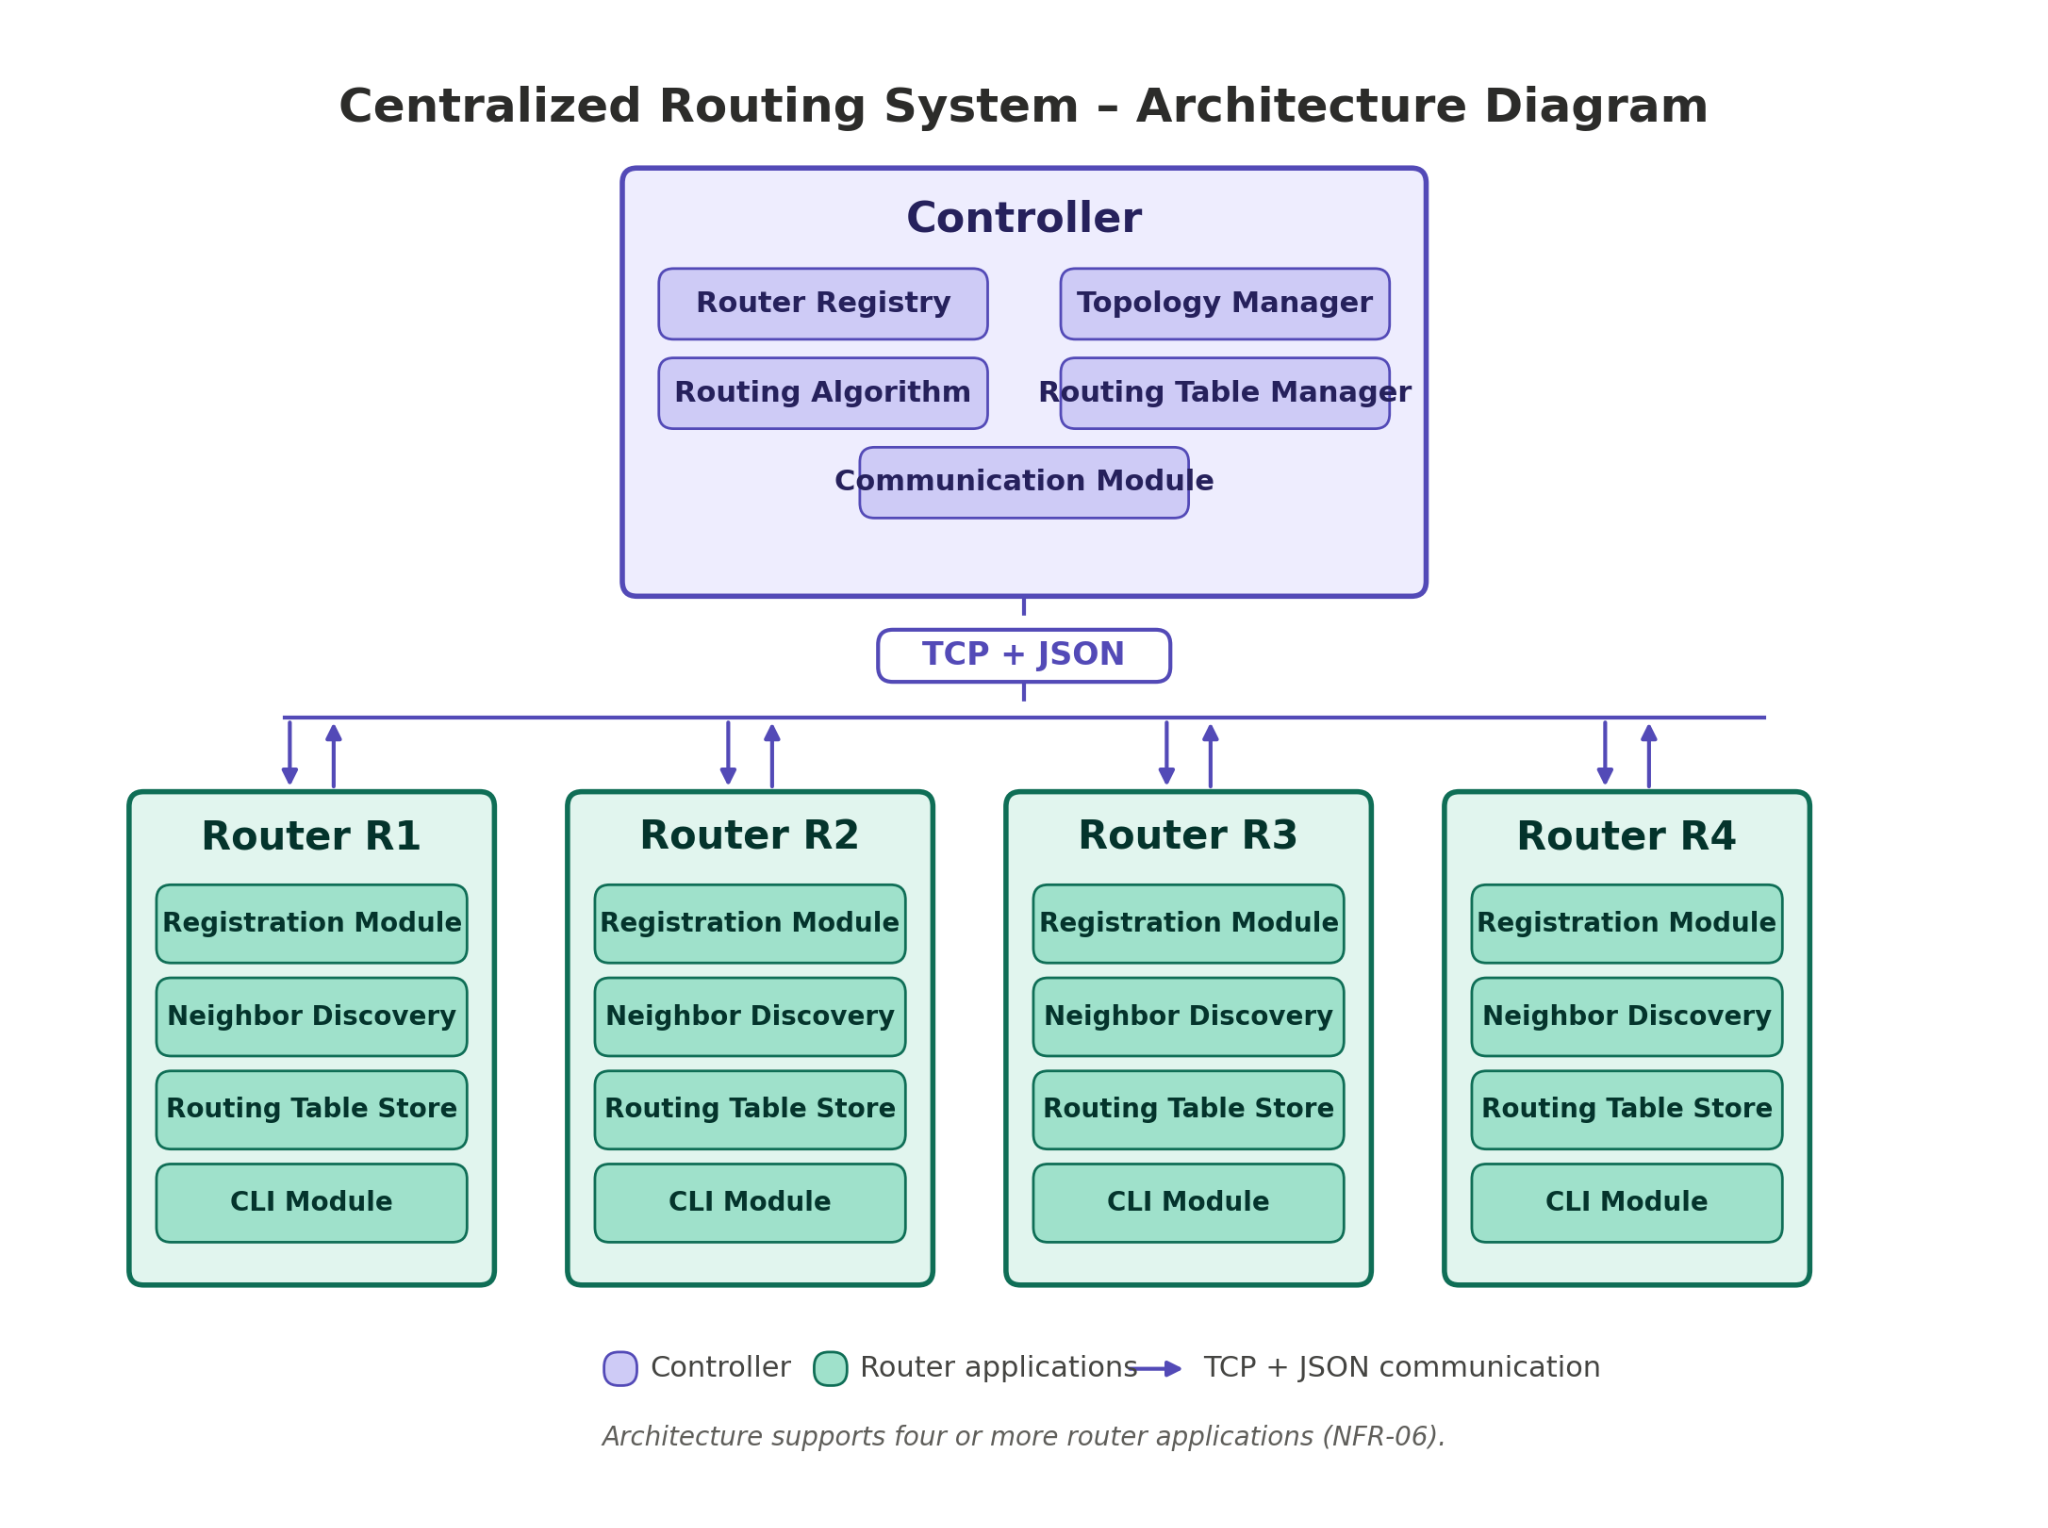 Centralized Routing System – Architecture Diagram
Controller
Router Registry
Topology Manager
Routing Algorithm
Routing Table Manager
Communication Module
TCP + JSON
Router R1
Registration Module
Neighbor Discovery
Routing Table Store
CLI Module
Router R2
Registration Module
Neighbor Discovery
Routing Table Store
CLI Module
Router R3
Registration Module
Neighbor Discovery
Routing Table Store
CLI Module
Router R4
Registration Module
Neighbor Discovery
Routing Table Store
CLI Module
Controller
Router applications
TCP + JSON communication
Architecture supports four or more router applications (NFR-06).